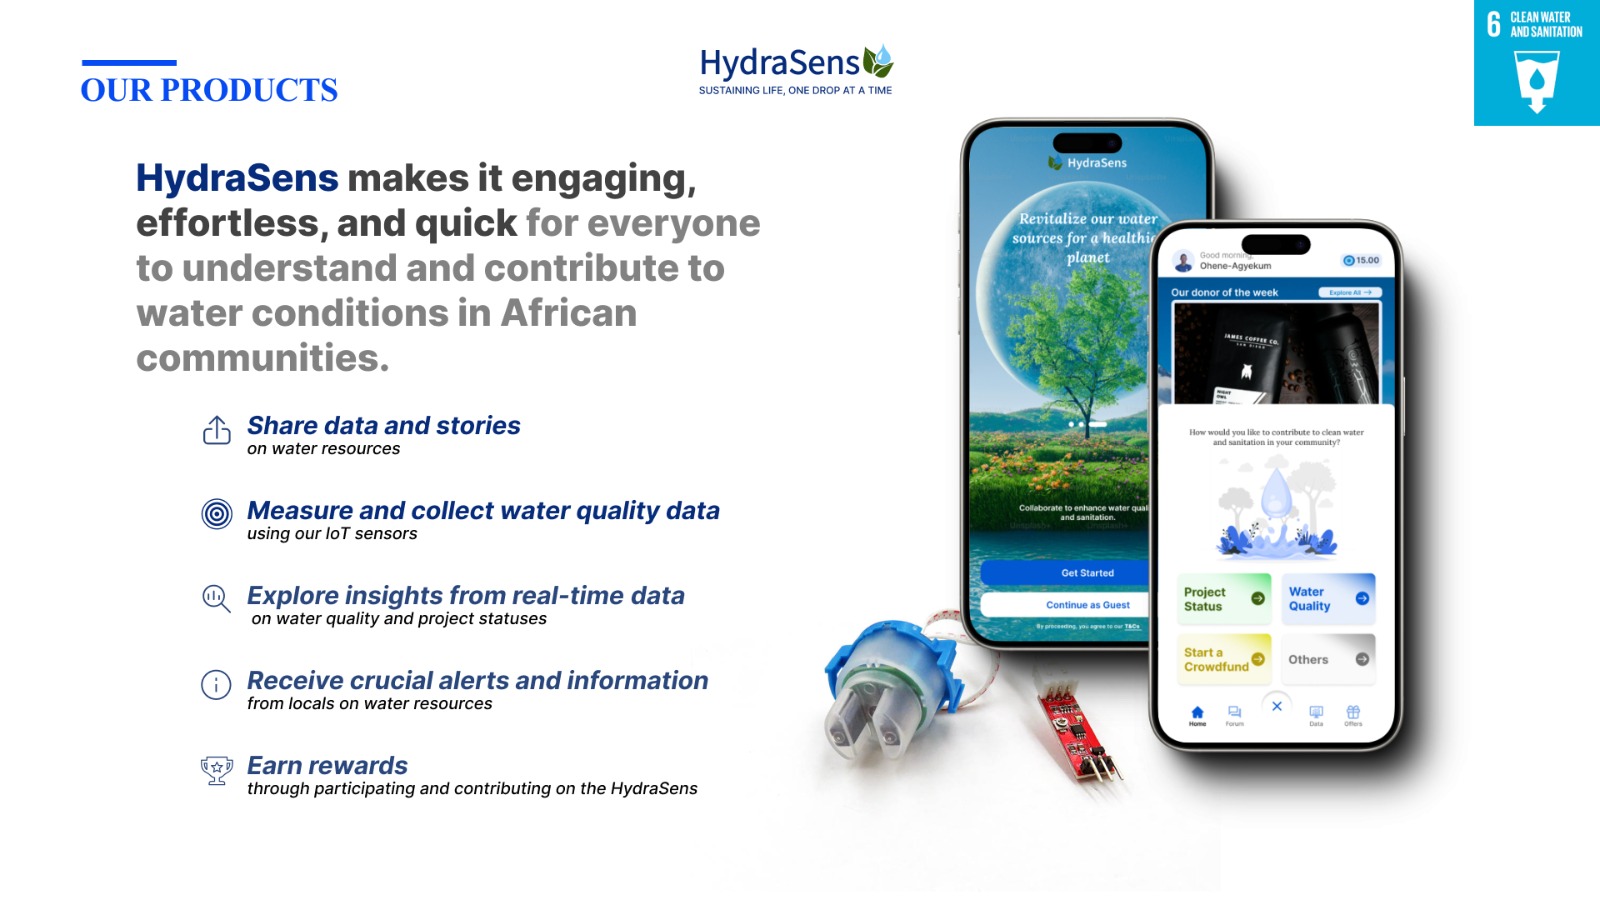 6 CLEAN WATER
AND SANITATION
OUR PRODUCTS
HydraSens
SUSTAINING LIFE, ONE DROP AT A TIME
HydraSens makes it engaging,
effortless, and quick for everyone
to understand and contribute to
water conditions in African
communities.
Share data and stories
on water resources
Measure and collect water quality data
using our IoT sensors
Explore insights from real-time data
on water quality and project statuses
Receive crucial alerts and information
from locals on water resources
Earn rewards
through participating and contributing on the HydraSens
HydraSens
Revitalize our water
sources for a healthie
planet
Collaborate to enhance water qual
and sanitation.
Get Started
Continue as Guest
By proceeding, you agree to our T&Cs
Good morning,
Ohene-Agyekum
15.00
Our donor of the week
Explore All
JAMES COFFEE CO.
SAN DIEGO
NIGHT
OWL
How would you like to contribute to clean water
and sanitation in your community?
Project
Status
Water
Quality
Start a
Crowdfund
Others
Home
Forum
Data
Offers